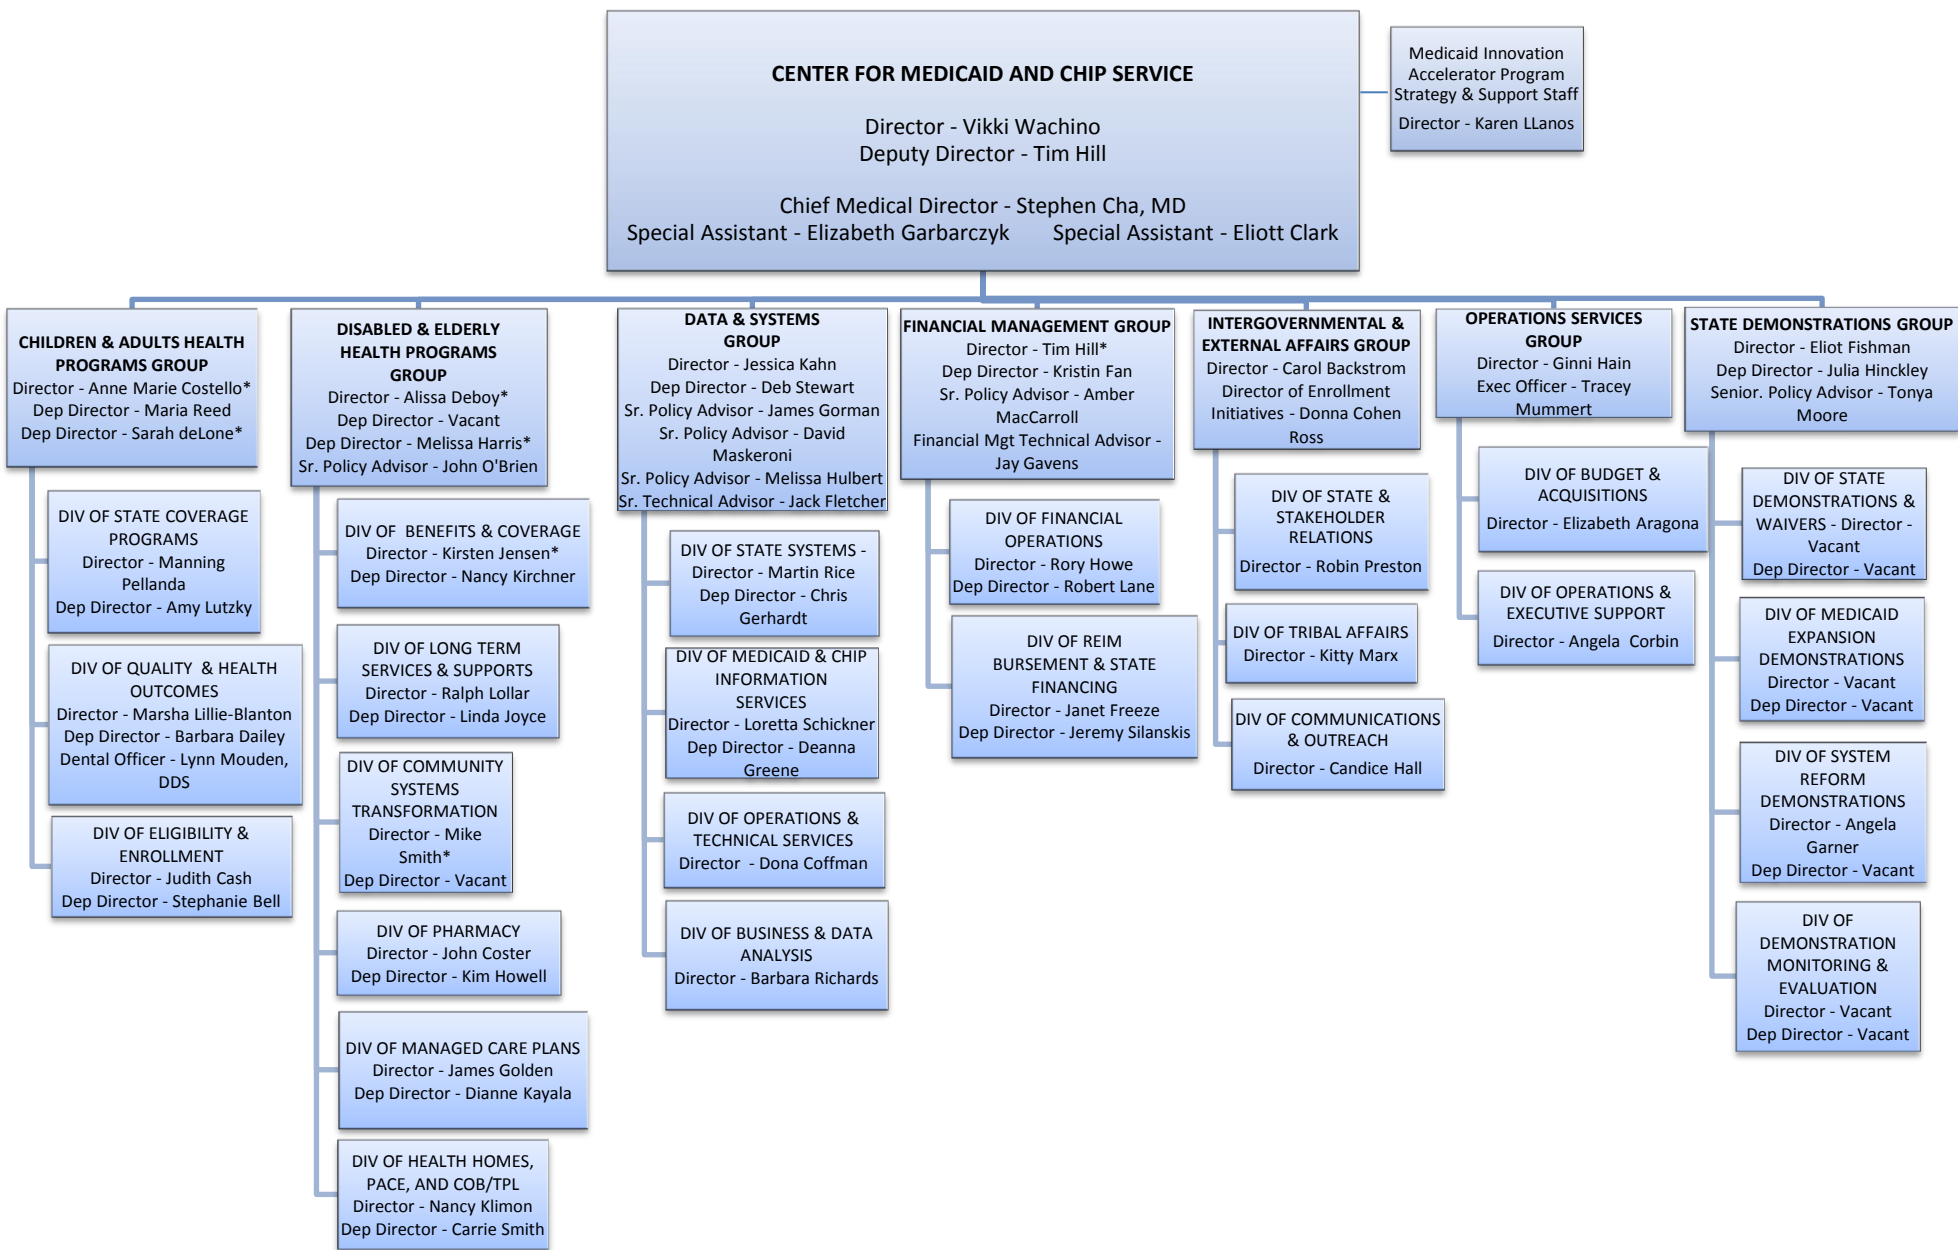 CENTER FOR MEDICAID AND CHIP SERVICE
Director - Vikki Wachino
Deputy Director - Tim Hill
Chief Medical Director - Stephen Cha, MD
Special Assistant - Elizabeth Garbarczyk Special Assistant - Eliott Clark
Medicaid Innovation
Accelerator Program
Strategy & Support Staff
Director - Karen LLanos
CHILDREN & ADULTS HEALTH
PROGRAMS GROUP
Director - Anne Marie Costello*
Dep Director - Maria Reed
Dep Director - Sarah deLone*
DIV OF STATE COVERAGE
PROGRAMS
Director - Manning
Pellanda
Dep Director - Amy Lutzky
DIV OF QUALITY & HEALTH
OUTCOMES
Director - Marsha Lillie-Blanton
Dep Director - Barbara Dailey
Dental Officer - Lynn Mouden,
DDS
DIV OF ELIGIBILITY &
ENROLLMENT
Director - Judith Cash
Dep Director - Stephanie Bell
DISABLED & ELDERLY
HEALTH PROGRAMS
GROUP
Director - Alissa Deboy*
Dep Director - Vacant
Dep Director - Melissa Harris*
Sr. Policy Advisor - John O'Brien
DIV OF BENEFITS & COVERAGE
Director - Kirsten Jensen*
Dep Director - Nancy Kirchner
DIV OF LONG TERM
SERVICES & SUPPORTS
Director - Ralph Lollar
Dep Director - Linda Joyce
DIV OF COMMUNITY
SYSTEMS
TRANSFORMATION
Director - Mike
Smith*
Dep Director - Vacant
DIV OF PHARMACY
Director - John Coster
Dep Director - Kim Howell
DIV OF MANAGED CARE PLANS
Director - James Golden
Dep Director - Dianne Kayala
DIV OF HEALTH HOMES,
PACE, AND COB/TPL
Director - Nancy Klimon
Dep Director - Carrie Smith
DATA & SYSTEMS
GROUP
Director - Jessica Kahn
Dep Director - Deb Stewart
Sr. Policy Advisor - James Gorman
Sr. Policy Advisor - David
Maskeroni
Sr. Policy Advisor - Melissa Hulbert
Sr. Technical Advisor - Jack Fletcher
DIV OF STATE SYSTEMS -
Director - Martin Rice
Dep Director - Chris
Gerhardt
DIV OF MEDICAID & CHIP
INFORMATION
SERVICES
Director - Loretta Schickner
Dep Director - Deanna
Greene
DIV OF OPERATIONS &
TECHNICAL SERVICES
Director - Dona Coffman
DIV OF BUSINESS & DATA
ANALYSIS
Director - Barbara Richards
FINANCIAL MANAGEMENT GROUP
Director - Tim Hill*
Dep Director - Kristin Fan
Sr. Policy Advisor - Amber
MacCarroll
Financial Mgt Technical Advisor -
Jay Gavens
DIV OF FINANCIAL
OPERATIONS
Director - Rory Howe
Dep Director - Robert Lane
DIV OF REIM
BURSEMENT & STATE
FINANCING
Director - Janet Freeze
Dep Director - Jeremy Silanskis
INTERGOVERNMENTAL &
EXTERNAL AFFAIRS GROUP
Director - Carol Backstrom
Director of Enrollment
Initiatives - Donna Cohen
Ross
DIV OF STATE &
STAKEHOLDER
RELATIONS
Director - Robin Preston
DIV OF TRIBAL AFFAIRS
Director - Kitty Marx
DIV OF COMMUNICATIONS
& OUTREACH
Director - Candice Hall
OPERATIONS SERVICES
GROUP
Director - Ginni Hain
Exec Officer - Tracey
Mummert
DIV OF BUDGET &
ACQUISITIONS
Director - Elizabeth Aragona
DIV OF OPERATIONS &
EXECUTIVE SUPPORT
Director - Angela Corbin
STATE DEMONSTRATIONS GROUP
Director - Eliot Fishman
Dep Director - Julia Hinckley
Senior. Policy Advisor - Tonya
Moore
DIV OF STATE
DEMONSTRATIONS &
WAIVERS - Director -
Vacant
Dep Director - Vacant
DIV OF MEDICAID
EXPANSION
DEMONSTRATIONS
Director - Vacant
Dep Director - Vacant
DIV OF SYSTEM
REFORM
DEMONSTRATIONS
Director - Angela
Garner
Dep Director - Vacant
DIV OF
DEMONSTRATION
MONITORING &
EVALUATION
Director - Vacant
Dep Director - Vacant